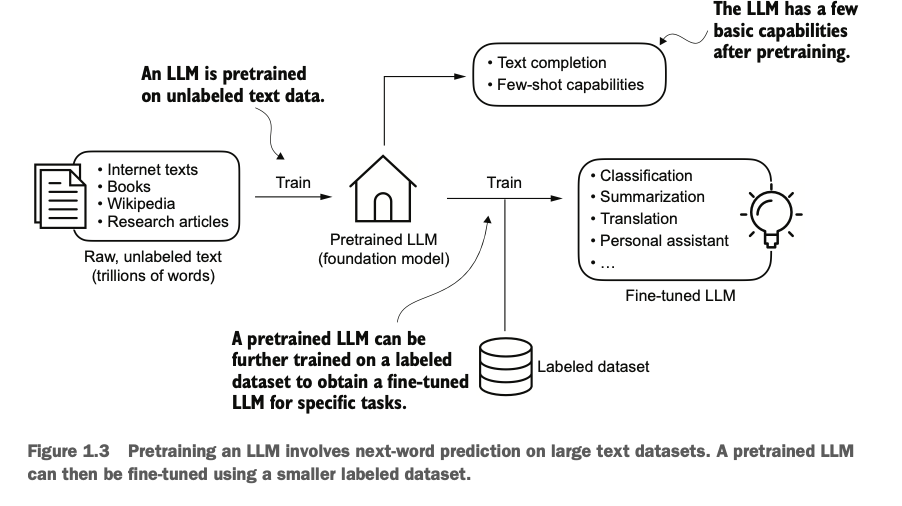 The LLM has a few
basic capabilities
after pretraining.
• Text completion
• Few-shot capabilities
An LLM is pretrained
on unlabeled text data.
• Internet texts
• Books
• Wikipedia
• Research articles
Raw, unlabeled text
(trillions of words)
Train
Pretrained LLM
(foundation model)
Train
• Classification
• Summarization
• Translation
• Personal assistant
• …
Fine-tuned LLM
A pretrained LLM can be
further trained on a labeled
dataset to obtain a fine-tuned
LLM for specific tasks.
Labeled dataset
Figure 1.3 Pretraining an LLM involves next-word prediction on large text datasets. A pretrained LLM
can then be fine-tuned using a smaller labeled dataset.